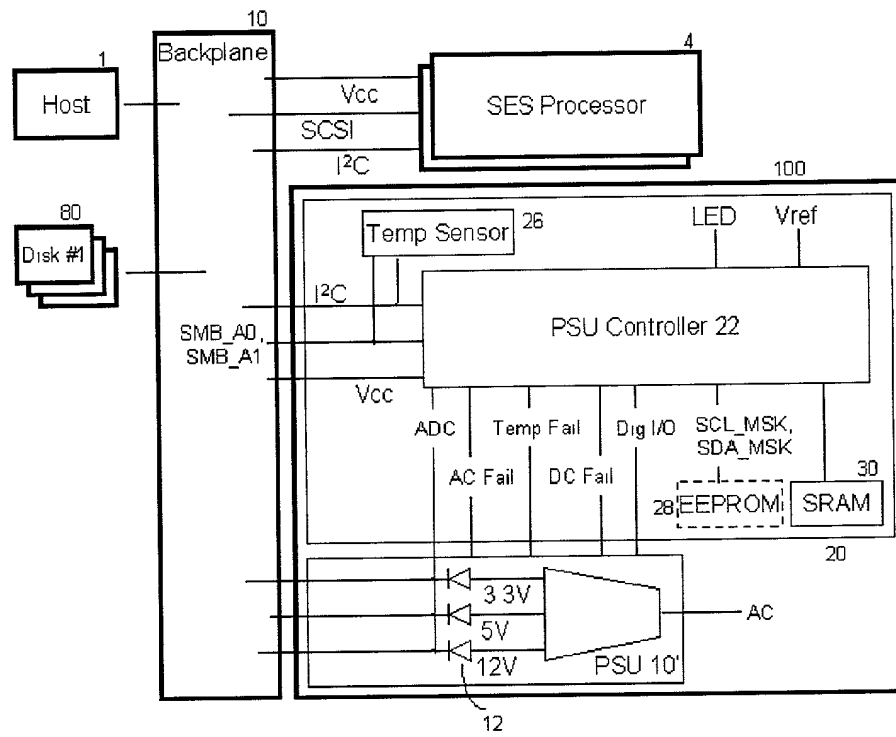 10
Backplane
1
Host
4
SES Processor
Vcc
SCSI
I²C
100
80
Disk #1
Temp Sensor
26
LED
Vref
I²C
PSU Controller 22
SMB_A0,
SMB_A1
Vcc
ADC
Temp Fail
Dig I/O
SCL_MSK,
SDA_MSK
AC Fail
DC Fail
28
EEPROM
30
SRAM
20
3 3V
5V
12V
AC
PSU 10'
12